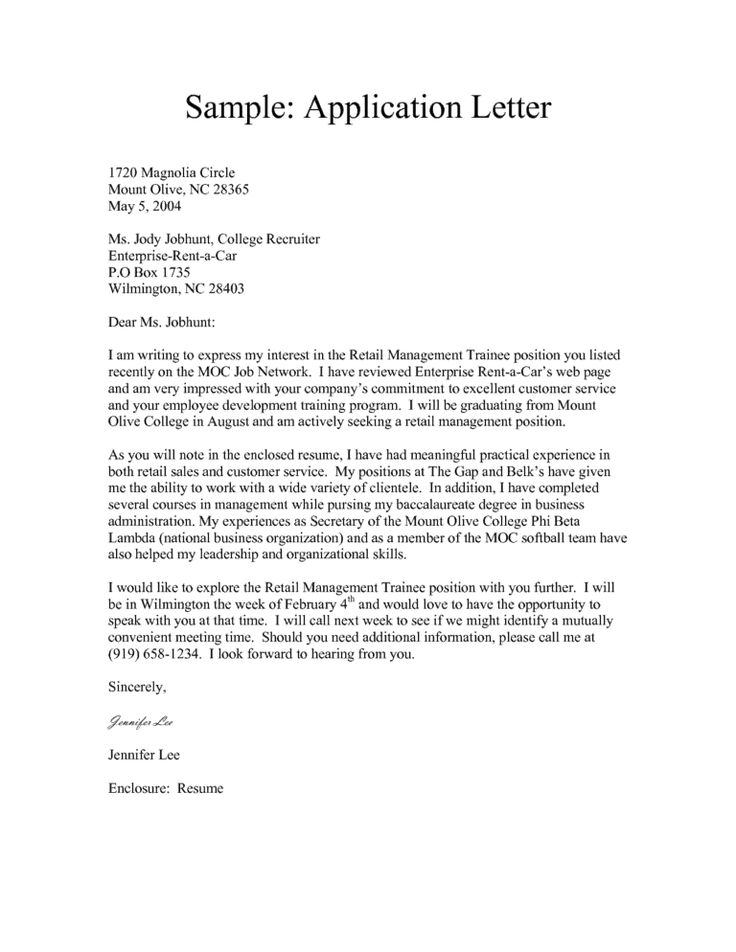 Sample: Application Letter
1720 Magnolia Circle
Mount Olive, NC 28365
May 5, 2004
Ms. Jody Jobhunt, College Recruiter
Enterprise-Rent-a-Car
P.O Box 1735
Wilmington, NC 28403
Dear Ms. Jobhunt:
I am writing to express my interest in the Retail Management Trainee position you listed
recently on the MOC Job Network.  I have reviewed Enterprise Rent-a-Car's web page
and am very impressed with your company's commitment to excellent customer service
and your employee development training program.  I will be graduating from Mount
Olive College in August and am actively seeking a retail management position.
As you will note in the enclosed resume, I have had meaningful practical experience in
both retail sales and customer service.  My positions at The Gap and Belk's have given
me the ability to work with a wide variety of clientele.  In addition, I have completed
several courses in management while pursing my baccalaureate degree in business
administration. My experiences as Secretary of the Mount Olive College Phi Beta
Lambda (national business organization) and as a member of the MOC softball team have
also helped my leadership and organizational skills.
I would like to explore the Retail Management Trainee position with you further.  I will
be in Wilmington the week of February 4th and would love to have the opportunity to
speak with you at that time.  I will call next week to see if we might identify a mutually
convenient meeting time.  Should you need additional information, please call me at
(919) 658-1234.  I look forward to hearing from you.
Sincerely,
Jennifer Lee
Jennifer Lee
Enclosure:  Resume